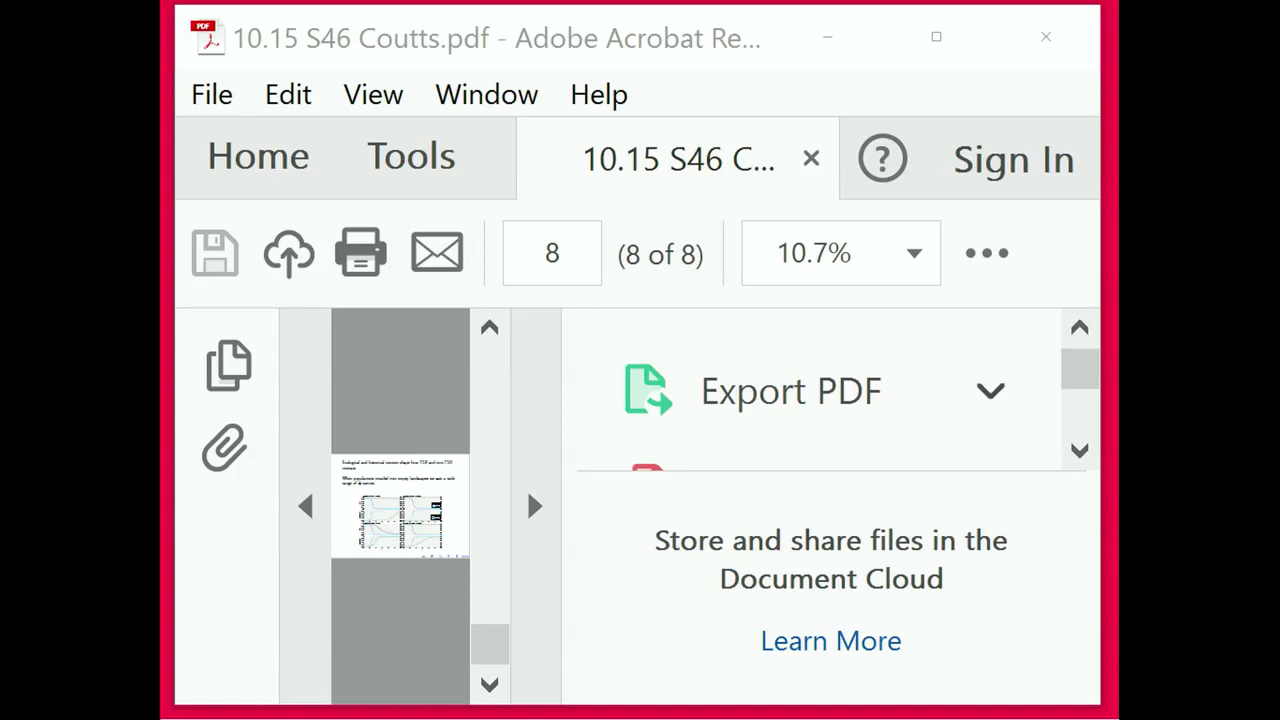 PDF
10.15 S46 Coutts.pdf - Adobe Acrobat Re...
File Edit View Window Help
Home Tools 10.15 S46 C... ? Sign In
8 (8 of 8) 10.7%
Export PDF
Store and share files in the
Document Cloud
Learn More